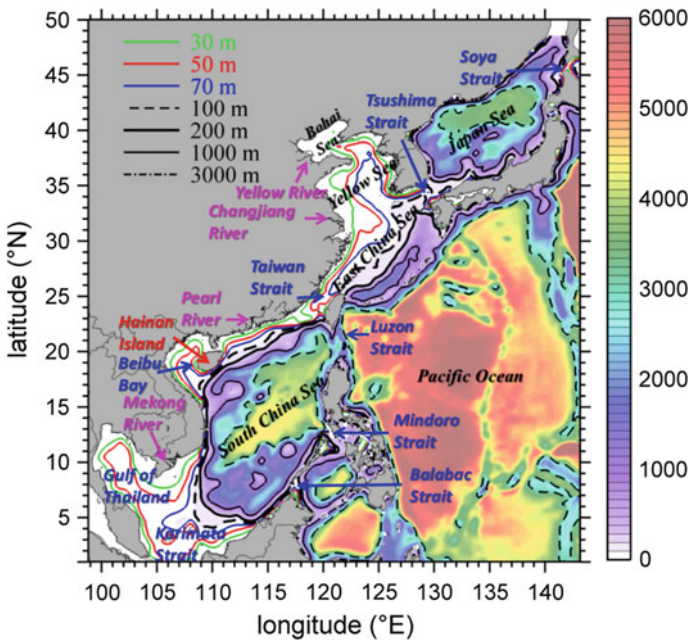 50
45
40
35
30
25
20
15
10
5
latitude (°N)
30 m
50 m
70 m
100 m
200 m
1000 m
3000 m
Soya
Strait
Tsushima
Strait
Japan Sea
Bohai
Sea
Yellow Sea
Yellow River
Changjiang
River
East China Sea
Taiwan
Strait
Pearl
River
Hainan
Island
Beibu
Bay
Luzon
Strait
Pacific Ocean
South China Sea
Mekong
River
Mindoro
Strait
Gulf of
Thailand
Balabac
Strait
Karimata
Strait
100
105
110
115
120
125
130
135
140
longitude (°E)
6000
5000
4000
3000
2000
1000
0